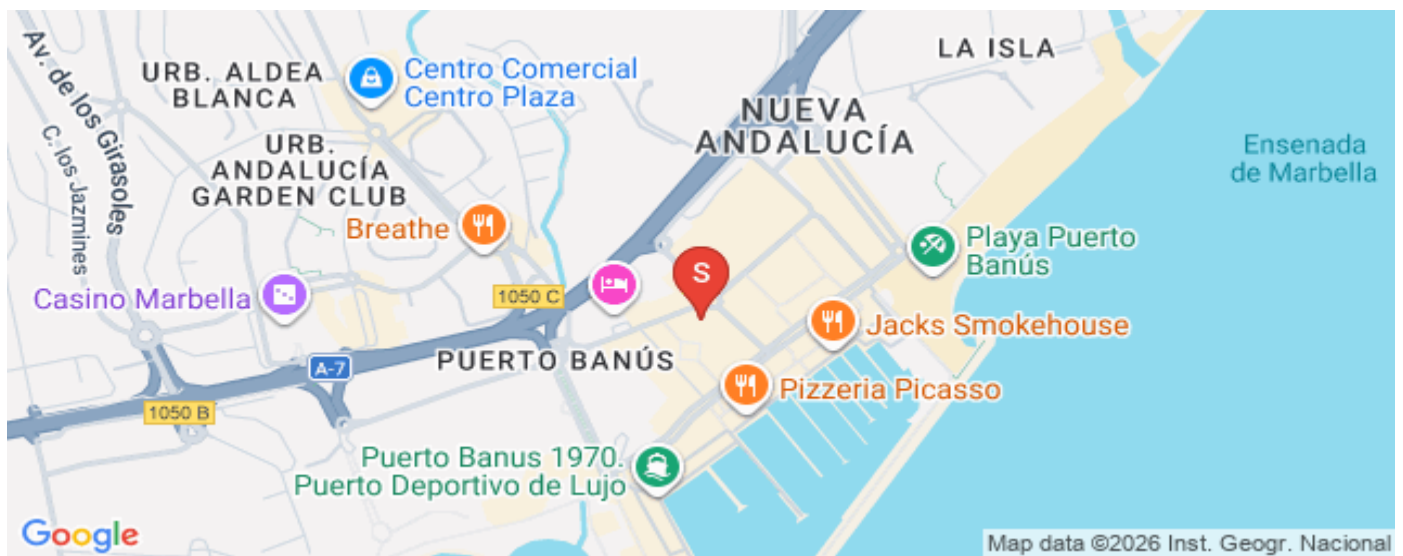 Av. de los Girasoles
C. los Jazmines
URB. ALDEA
BLANCA
Centro Comercial
Centro Plaza
LA ISLA
NUEVA
ANDALUCÍA
Ensenada
de Marbella
URB.
ANDALUCÍA
GARDEN CLUB
Breathe
Playa Puerto
Banús
S
Casino Marbella
1050 C
Jacks Smokehouse
PUERTO BANÚS
A-7
Pizzeria Picasso
1050 B
Puerto Banus 1970.
Puerto Deportivo de Lujo
Google
Map data ©2026 Inst. Geogr. Nacional